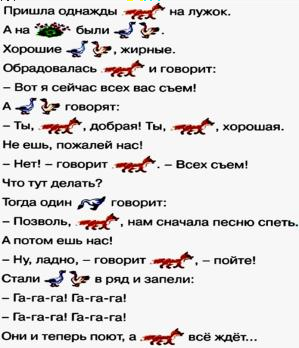 Пришла однажды на лужок.
А на были
Хорошие , жирные.
Обрадовалась и говорит:
– Вот я сейчас всех вас съем!
А говорят:
– Ты, , добрая! Ты, , хорошая.
Не ешь, пожалей нас!
– Нет! – говорит . – Всех съем!
Что тут делать?
Тогда один говорит:
– Позволь, , нам сначала песню спеть.
А потом ешь нас!
– Ну, ладно, – говорит , – пойте!
Стали в ряд и запели:
– Га-га-га! Га-га-га!
– Га-га-га! Га-га-га!
Они и теперь поют, а всё ждёт...